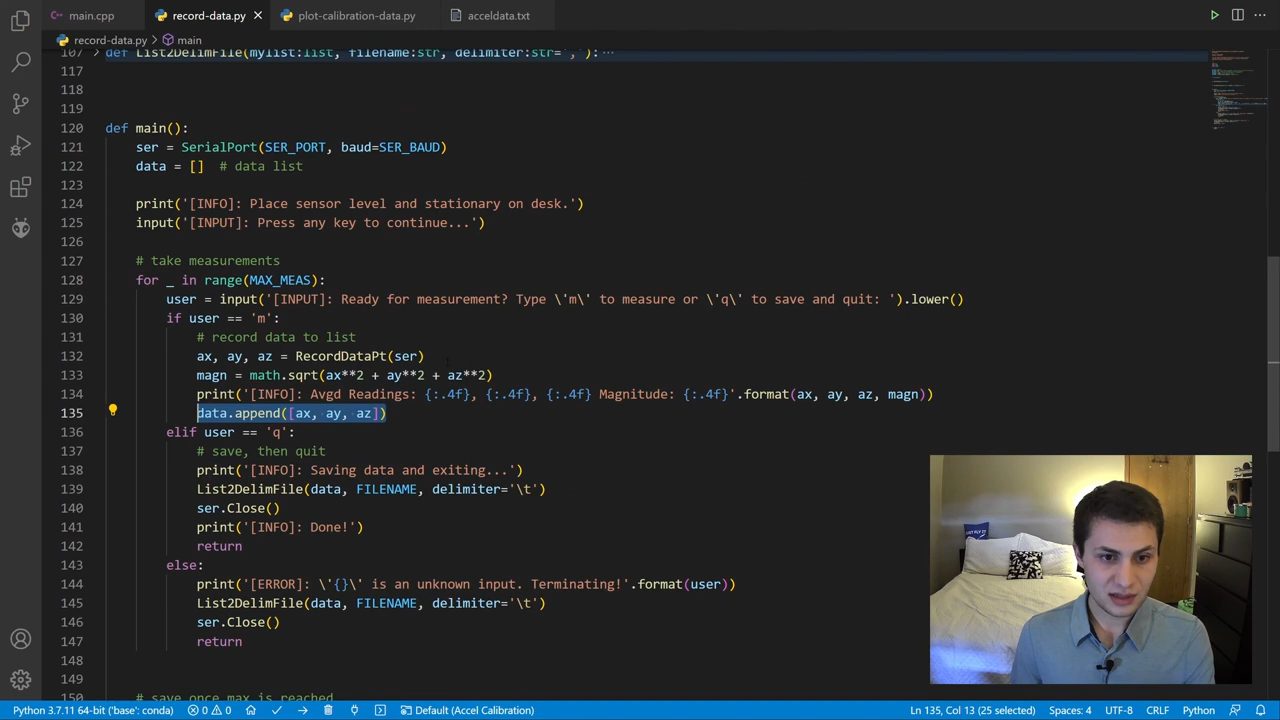 main.cpp
record-data.py
plot-calibration-data.py
acceldata.txt
record-data.py > main
107 > def List2DelimFile(mylist:list, filename:str, delimiter:str=','):···
117
118
119
120 def main():
121 ser = SerialPort(SER_PORT, baud=SER_BAUD)
122 data = [] # data list
123
124 print('[INFO]: Place sensor level and stationary on desk.')
125 input('[INPUT]: Press any key to continue...')
126
127 # take measurements
128 for _ in range(MAX_MEAS):
129 user = input('[INPUT]: Ready for measurement? Type \'m\' to measure or \'q\' to save and quit: ').lower()
130 if user == 'm':
131 # record data to list
132 ax, ay, az = RecordDataPt(ser)
133 magn = math.sqrt(ax**2 + ay**2 + az**2)
134 print('[INFO]: Avgd Readings: {:.4f}, {:.4f}, {:.4f} Magnitude: {:.4f}'.format(ax, ay, az, magn))
135 data.append([ax, ay, az])
136 elif user == 'q':
137 # save, then quit
138 print('[INFO]: Saving data and exiting...')
139 List2DelimFile(data, FILENAME, delimiter='\t')
140 ser.Close()
141 print('[INFO]: Done!')
142 return
143 else:
144 print('[ERROR]: \'{}\' is an unknown input. Terminating!'.format(user))
145 List2DelimFile(data, FILENAME, delimiter='\t')
146 ser.Close()
147 return
148
149
150 # save once max is reached
Python 3.7.11 64-bit ('base': conda) 0 0 Default (Accel Calibration) Ln 135, Col 13 (25 selected) Spaces: 4 UTF-8 CRLF Python